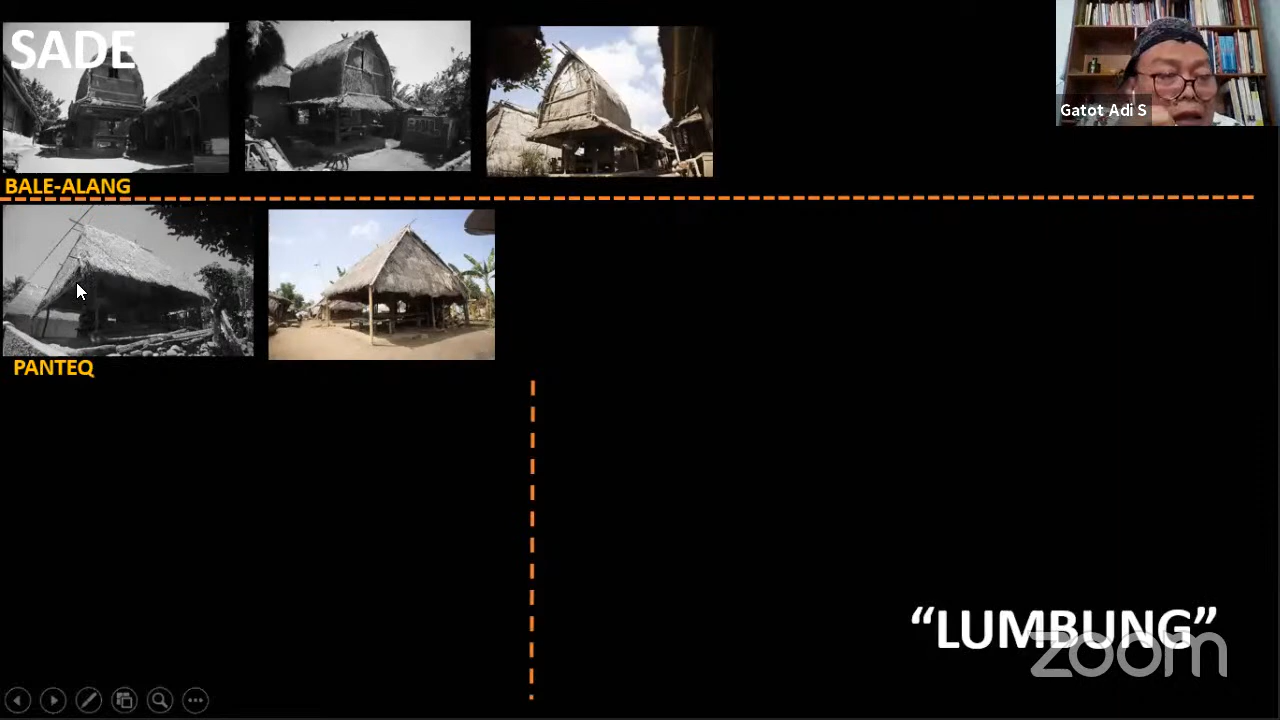 SADE
Gatot Adi S
BALE-ALANG
PANTEQ
“LUMBUNG”
zoom